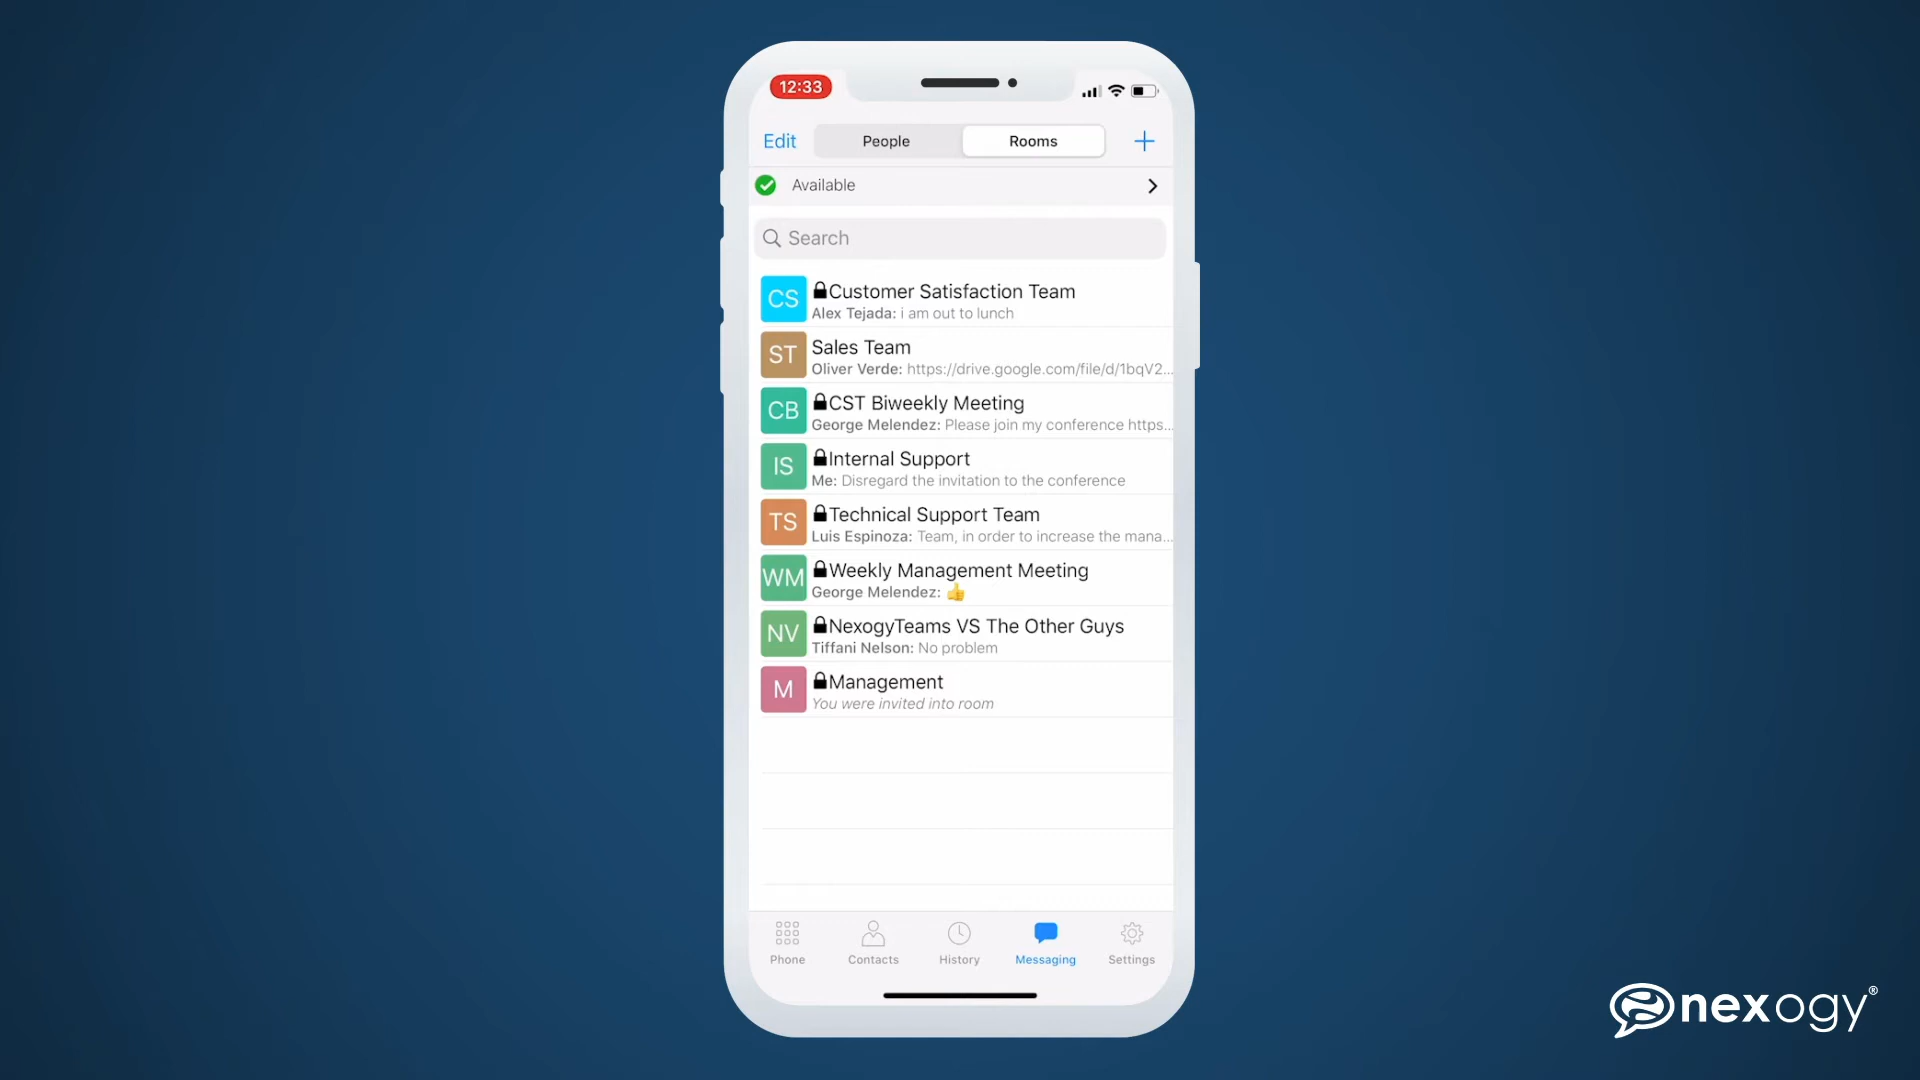 12:33
Edit
People
Rooms
Available
Search
CS
Customer Satisfaction Team
Alex Tejada: i am out to lunch
ST
Sales Team
Oliver Verde: https://drive.google.com/file/d/1bqV2...
CB
CST Biweekly Meeting
George Melendez: Please join my conference https...
IS
Internal Support
Me: Disregard the invitation to the conference
TS
Technical Support Team
Luis Espinoza: Team, in order to increase the mana...
WM
Weekly Management Meeting
George Melendez: 👍
NV
NexogyTeams VS The Other Guys
Tiffani Nelson: No problem
M
Management
You were invited into room
Phone
Contacts
History
Messaging
Settings
nexogy®